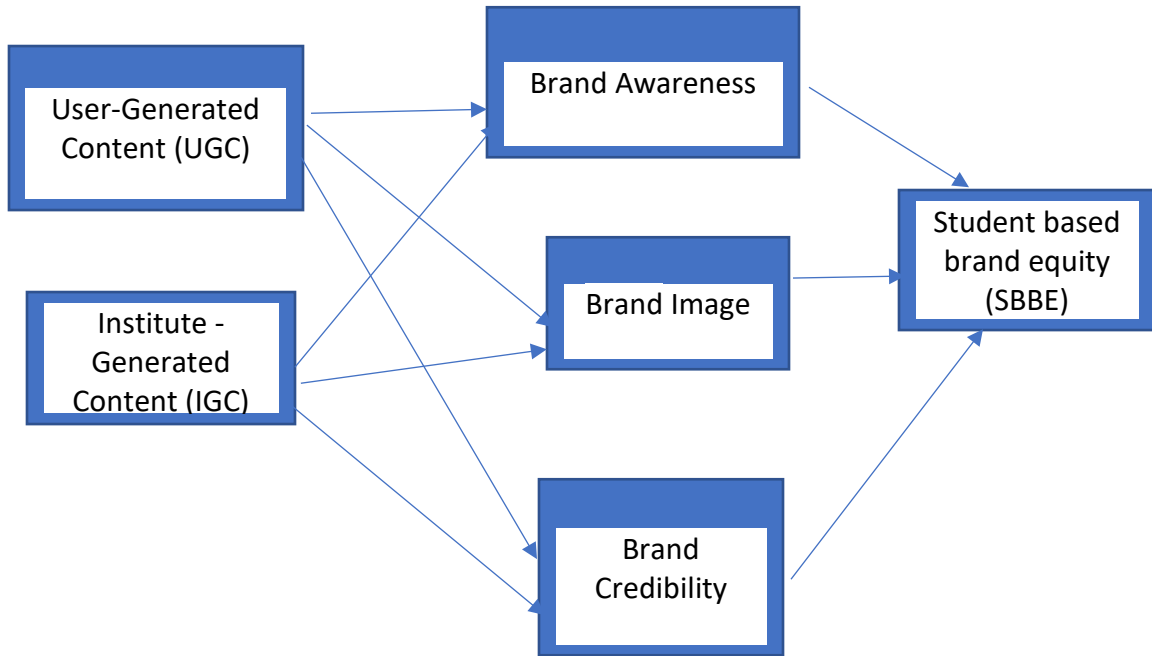 User-Generated
Content (UGC)
Institute -
Generated
Content (IGC)
Brand Awareness
Brand Image
Brand
Credibility
Student based
brand equity
(SBBE)